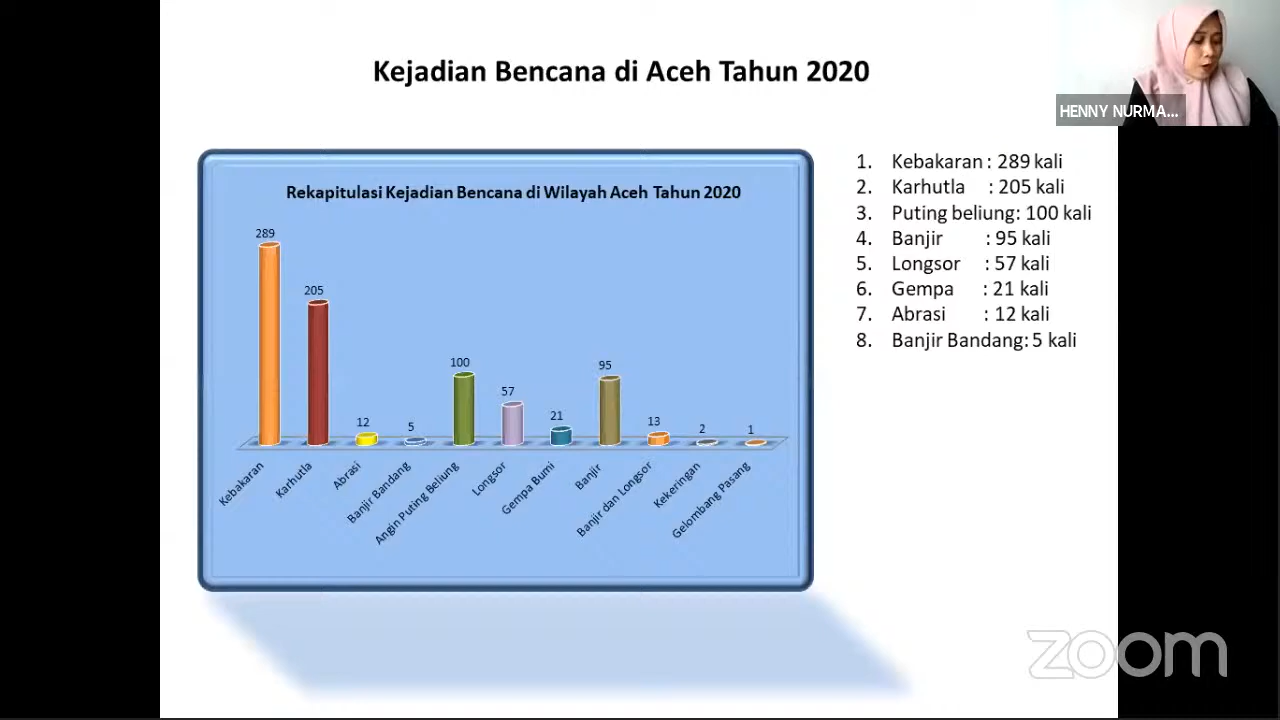 Kejadian Bencana di Aceh Tahun 2020
HENNY NURMA...
Rekapitulasi Kejadian Bencana di Wilayah Aceh Tahun 2020
289
205
12
5
100
57
21
95
13
2
1
Kebakaran
Karhutla
Abrasi
Banjir Bandang
Angin Puting Beliung
Longsor
Gempa Bumi
Banjir
Banjir dan Longsor
Kekeringan
Gelombang Pasang
1. Kebakaran : 289 kali
2. Karhutla : 205 kali
3. Puting beliung: 100 kali
4. Banjir : 95 kali
5. Longsor : 57 kali
6. Gempa : 21 kali
7. Abrasi : 12 kali
8. Banjir Bandang: 5 kali
zoom